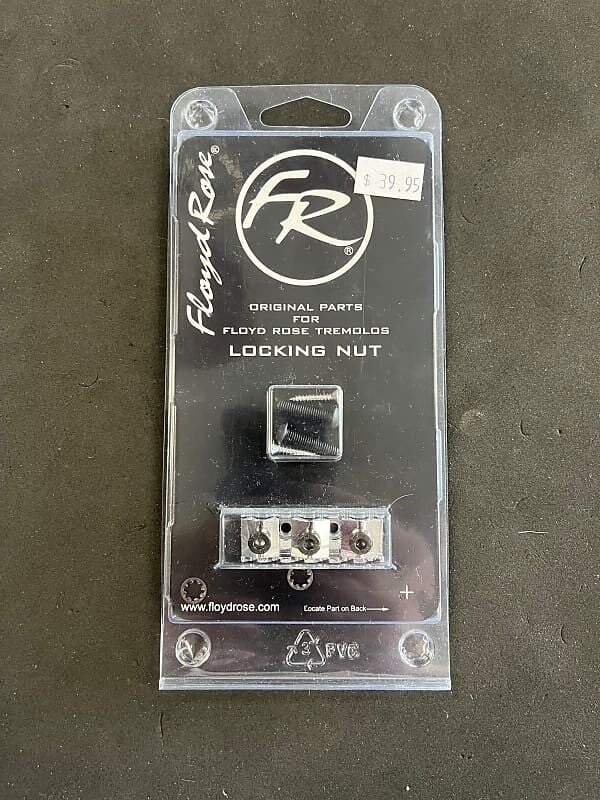 Floyd Rose®
FR®
$ 39.95
ORIGINAL PARTS
FOR
FLOYD ROSE TREMOLOS
LOCKING NUT
www.floydrose.com
Locate Part on Back
3 PVC